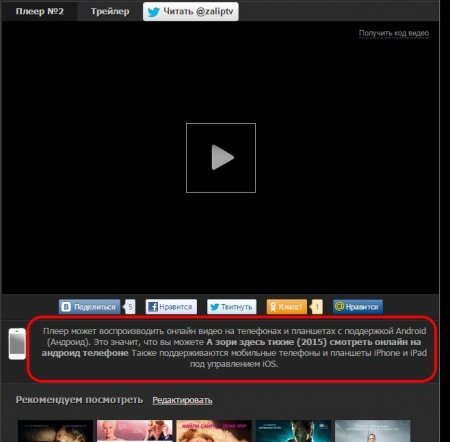 Плеер №2 Трейлер Читать @zaliptv
Получить код видео
Поделиться 5 Нравится Твитнуть Класс! 1 Нравится
Плеер может воспроизводить онлайн видео на телефонах и планшетах с поддержкой Android
(Андроид). Это значит, что вы можете А зори здесь тихие (2015) смотреть онлайн на
андроид телефоне Также поддерживаются мобильные телефоны и планшеты iPhone и iPad
под управлением iOS.
Рекомендуем посмотреть Редактировать